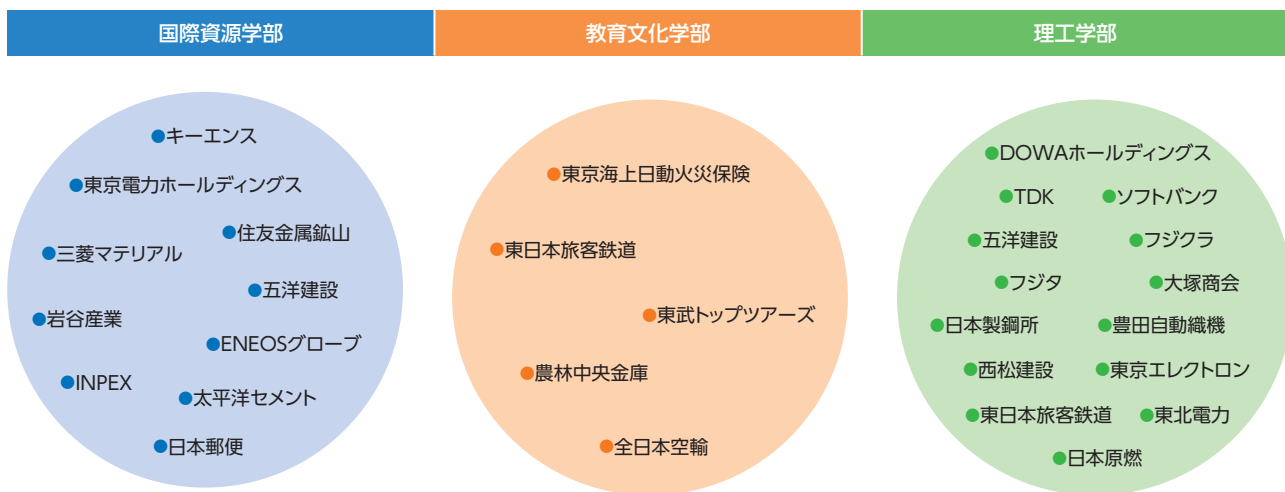 国際資源学部
●キーエンス
●東京電力ホールディングス
●住友金属鉱山
●三菱マテリアル
●五洋建設
●岩谷産業
●ENEOSグローブ
●INPEX
●太平洋セメント
●日本郵便
教育文化学部
●東京海上日動火災保険
●東日本旅客鉄道
●東武トップツアーズ
●農林中央金庫
●全日本空輸
理工学部
●DOWAホールディングス
●TDK ●ソフトバンク
●五洋建設 ●フジクラ
●フジタ ●大塚商会
●日本製鋼所 ●豊田自動織機
●西松建設 ●東京エレクトロン
●東日本旅客鉄道 ●東北電力
●日本原燃